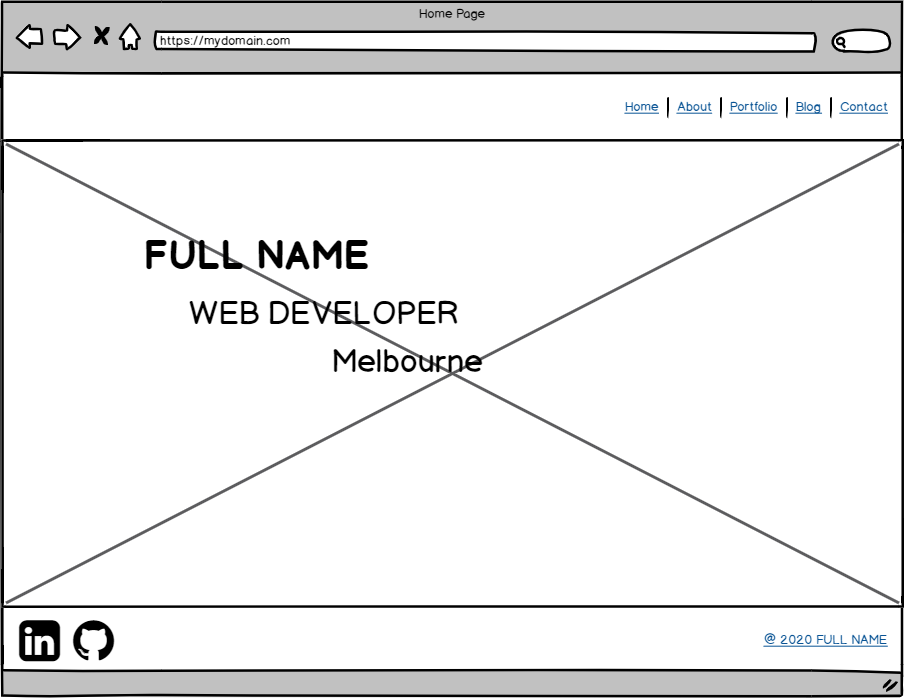 Home Page
https://mydomain.com
Home | About | Portfolio | Blog | Contact
FULL NAME
WEB DEVELOPER
Melbourne
in
@ 2020 FULL NAME